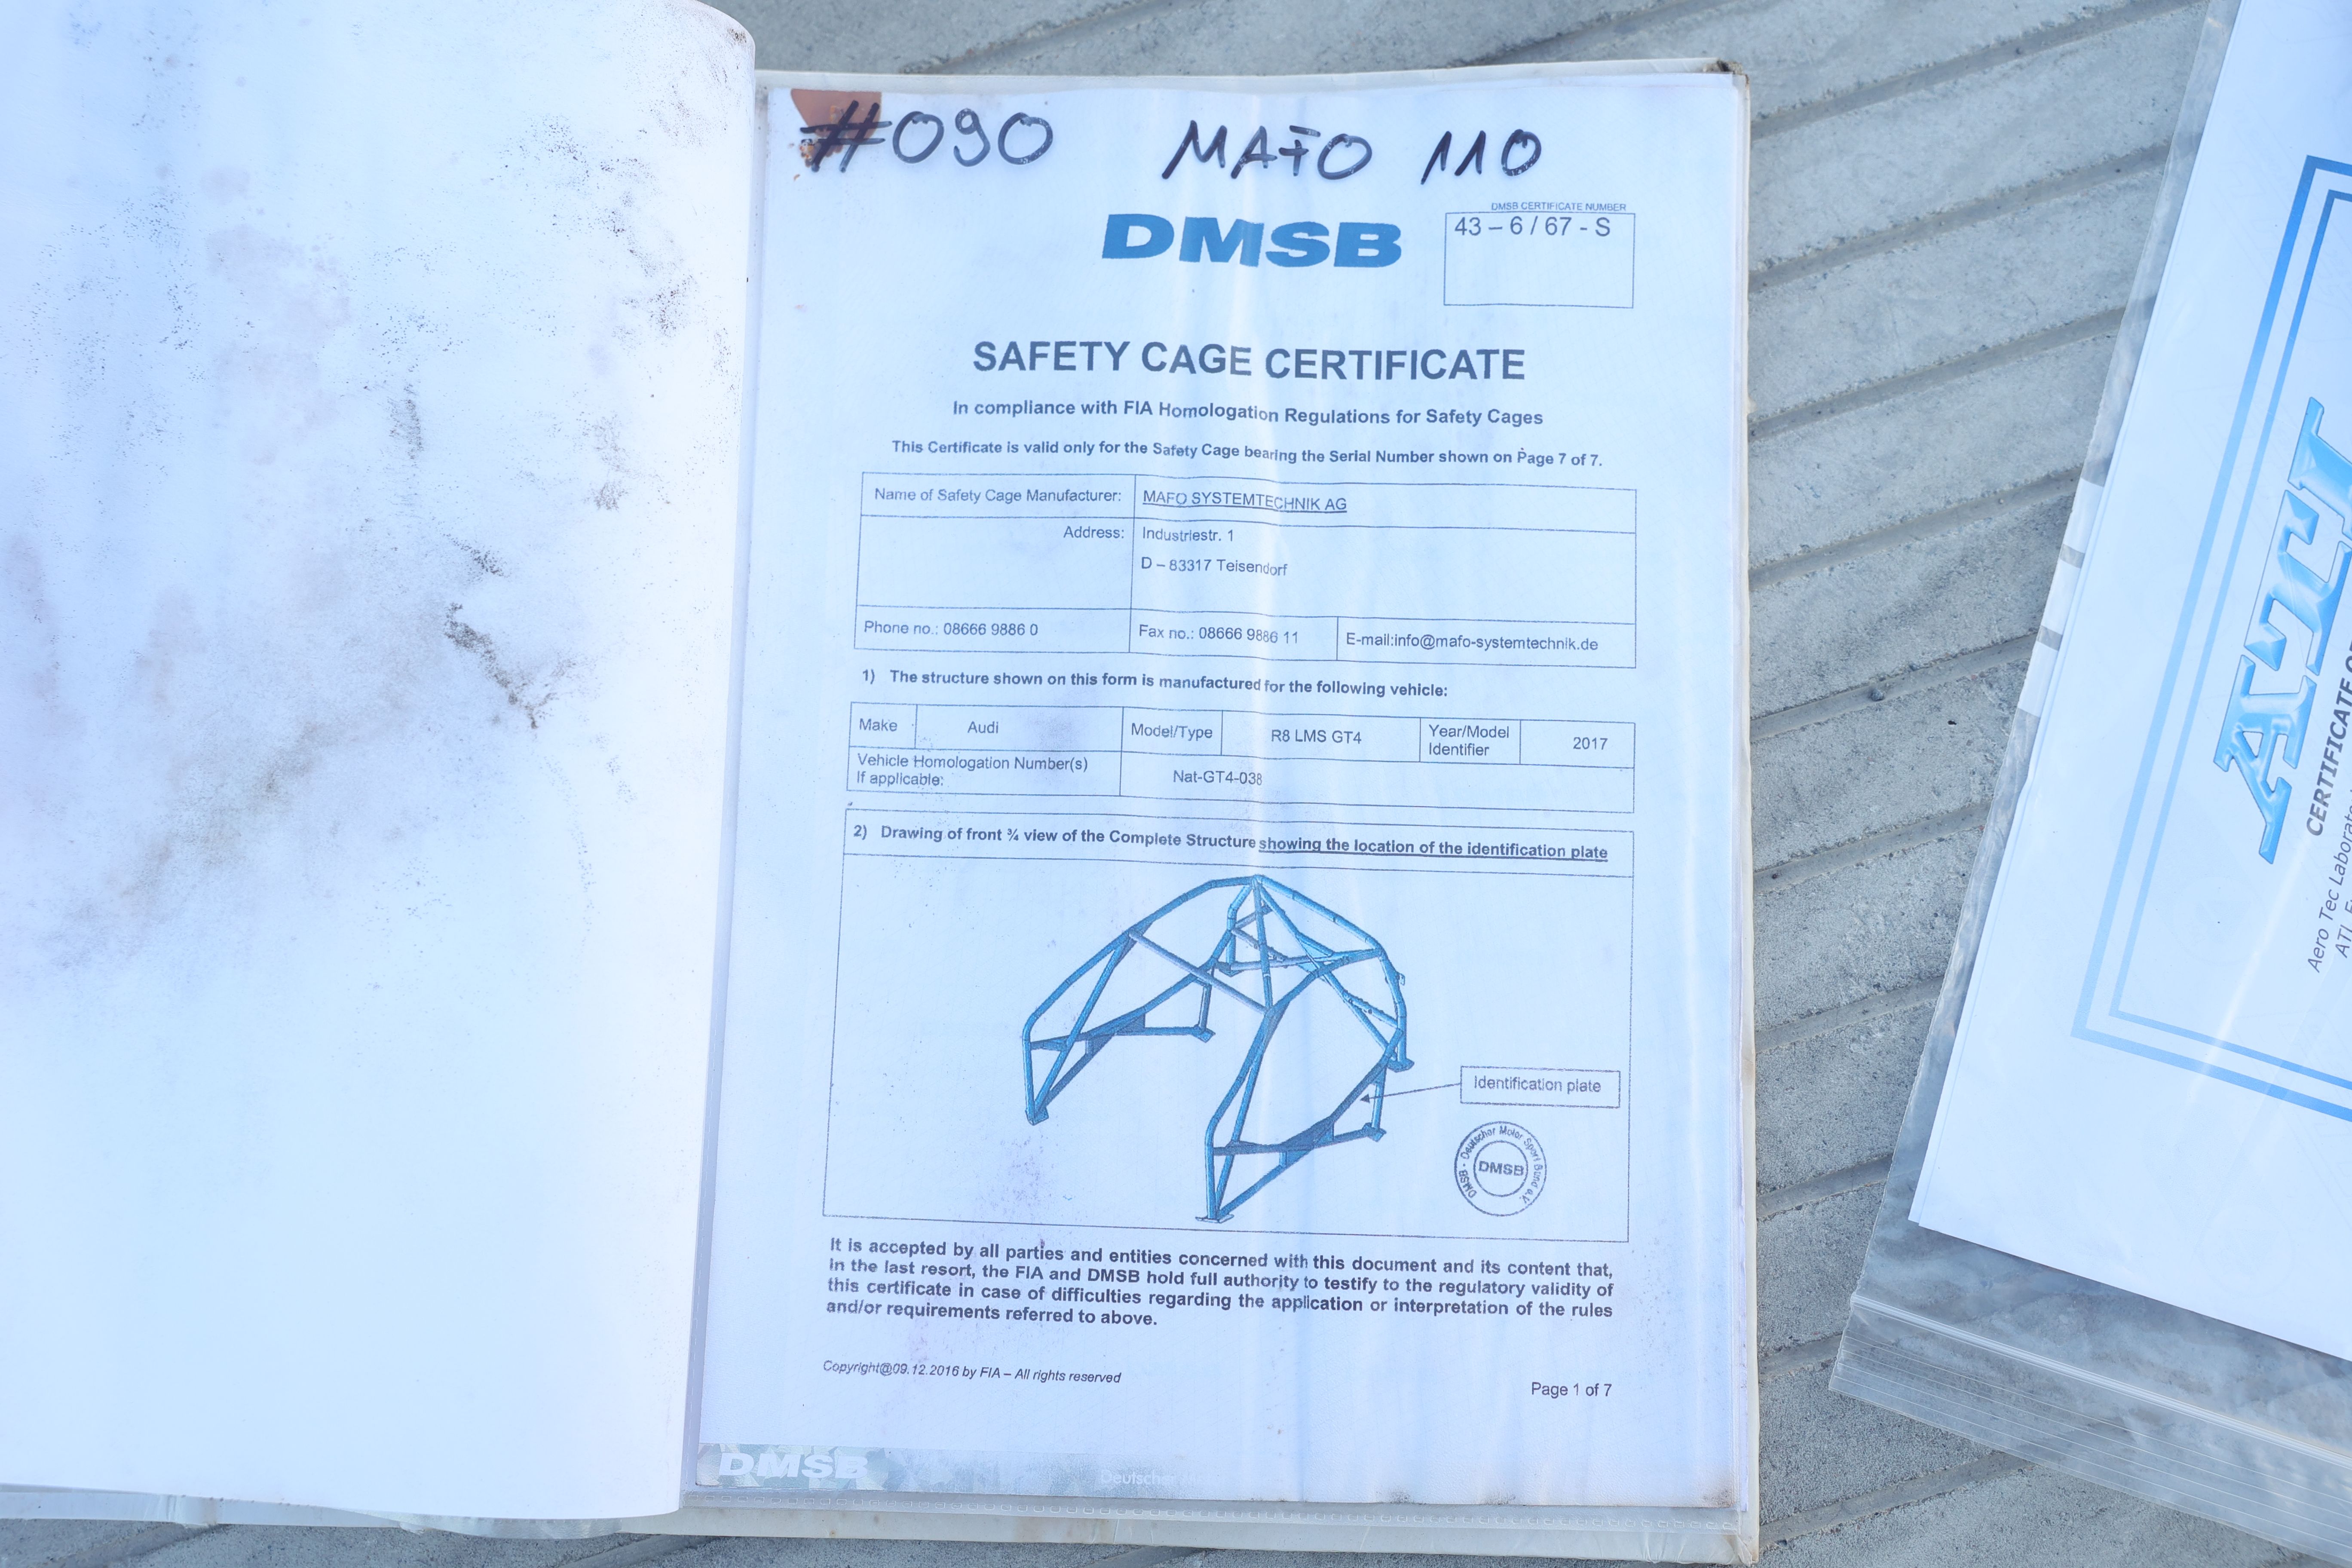 #090 MAFO 110
DMSB
DMSB CERTIFICATE NUMBER
43 – 6 / 67 - S
SAFETY CAGE CERTIFICATE
In compliance with FIA Homologation Regulations for Safety Cages
This Certificate is valid only for the Safety Cage bearing the Serial Number shown on Page 7 of 7.
Name of Safety Cage Manufacturer: MAFO SYSTEMTECHNIK AG
Address: Industriestr. 1
D – 83317 Teisendorf
Phone no.: 08666 9886 0 Fax no.: 08666 9886 11 E-mail:info@mafo-systemtechnik.de
1) The structure shown on this form is manufactured for the following vehicle:
Make Audi Model/Type R8 LMS GT4 Year/Model Identifier 2017
Vehicle Homologation Number(s)
If applicable: Nat-GT4-038
2) Drawing of front ¾ view of the Complete Structure showing the location of the identification plate
Identification plate
DMSB - Deutscher Motor Sport Bund e.V.
DMSB
It is accepted by all parties and entities concerned with this document and its content that,
in the last resort, the FIA and DMSB hold full authority to testify to the regulatory validity of
this certificate in case of difficulties regarding the application or interpretation of the rules
and/or requirements referred to above.
Copyright@09.12.2016 by FIA – All rights reserved
Page 1 of 7
DMSB
Deutscher
CERTIFICATE
Aero Tec
ATL